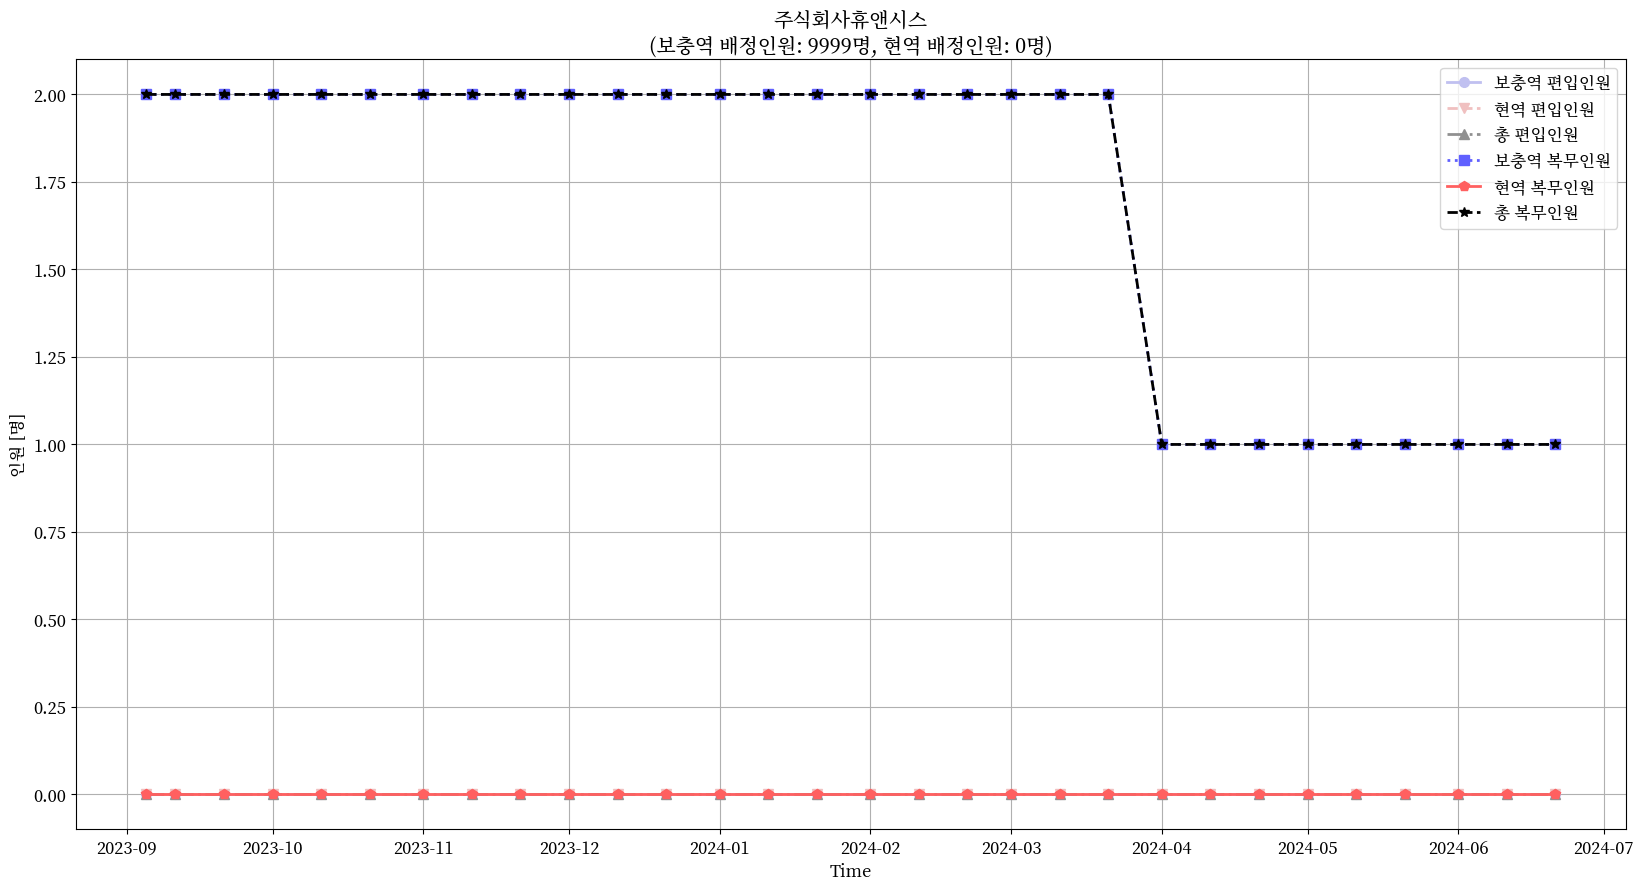 주식회사휴앤시스
(보충역 배정인원: 9999명, 현역 배정인원: 0명)
보충역 편입인원
현역 편입인원
총 편입인원
보충역 복무인원
현역 복무인원
총 복무인원
인원 [명]
2.00
1.75
1.50
1.25
1.00
0.75
0.50
0.25
0.00
2023-09
2023-10
2023-11
2023-12
2024-01
2024-02
2024-03
2024-04
2024-05
2024-06
2024-07
Time